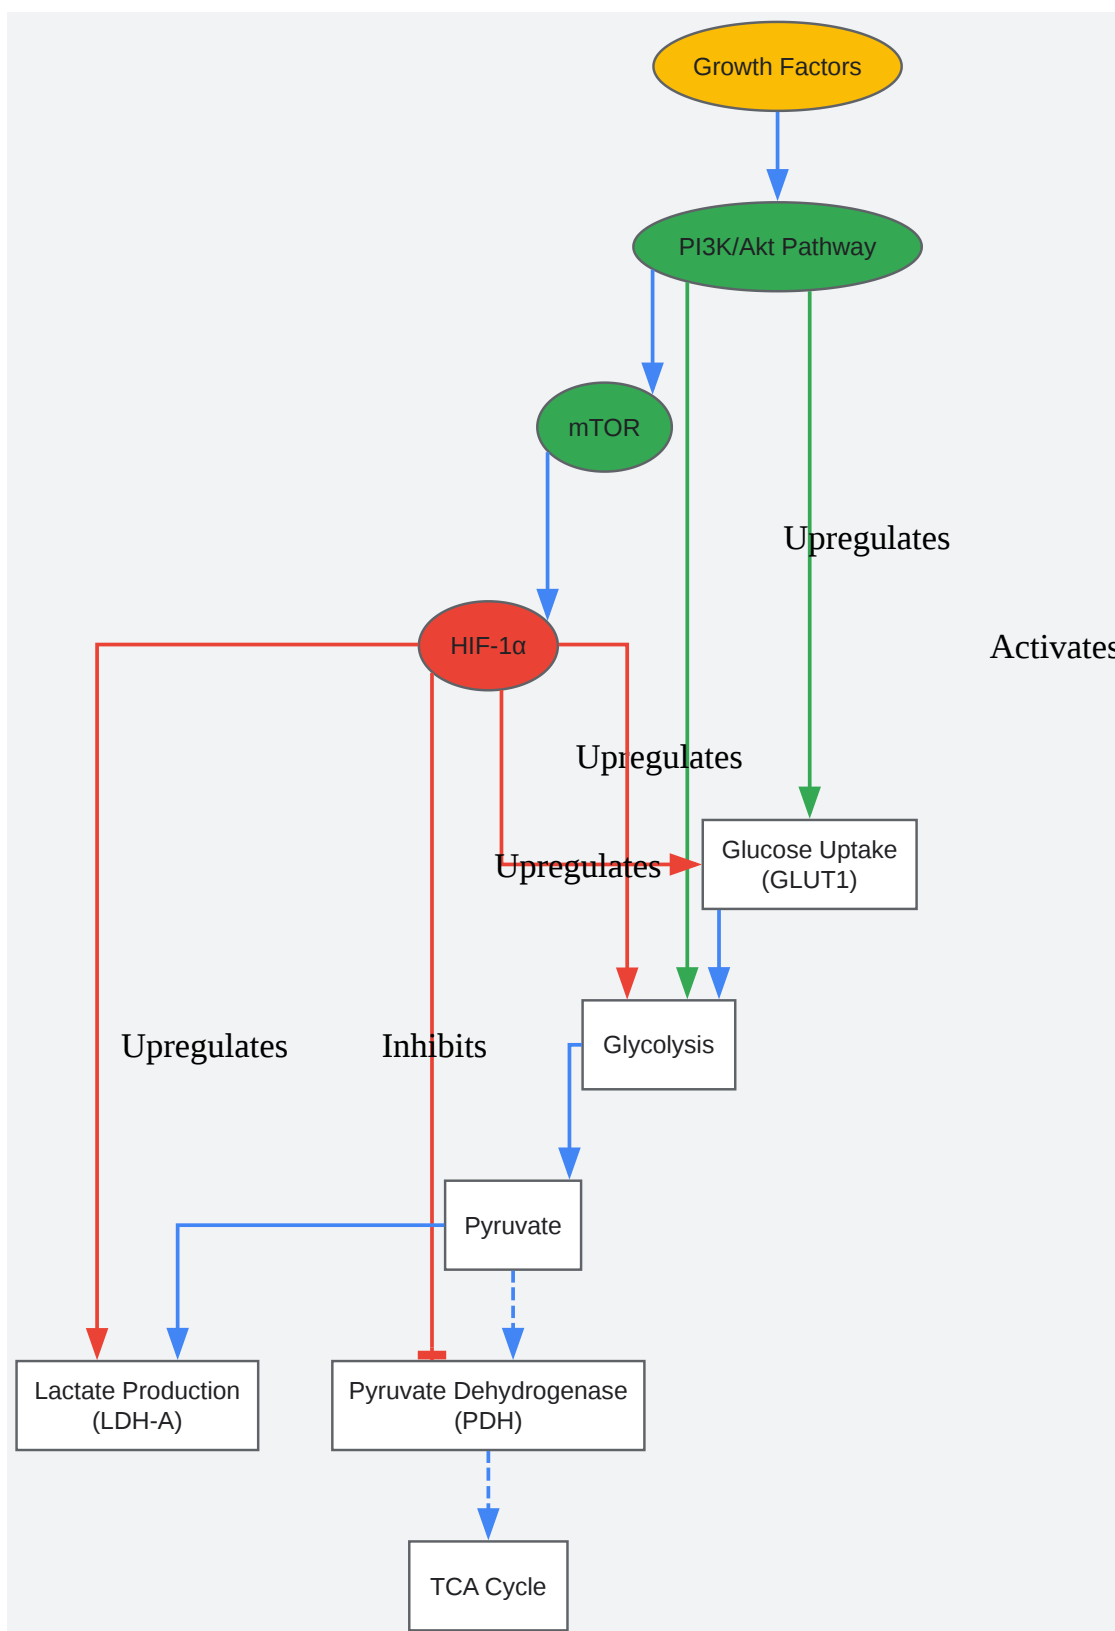 Growth Factors
PI3K/Akt Pathway
mTOR
Upregulates
HIF-1α
Activates
Upregulates
Glucose Uptake
(GLUT1)
Upregulates
Glycolysis
Upregulates
Inhibits
Pyruvate
Lactate Production
(LDH-A)
Pyruvate Dehydrogenase
(PDH)
TCA Cycle